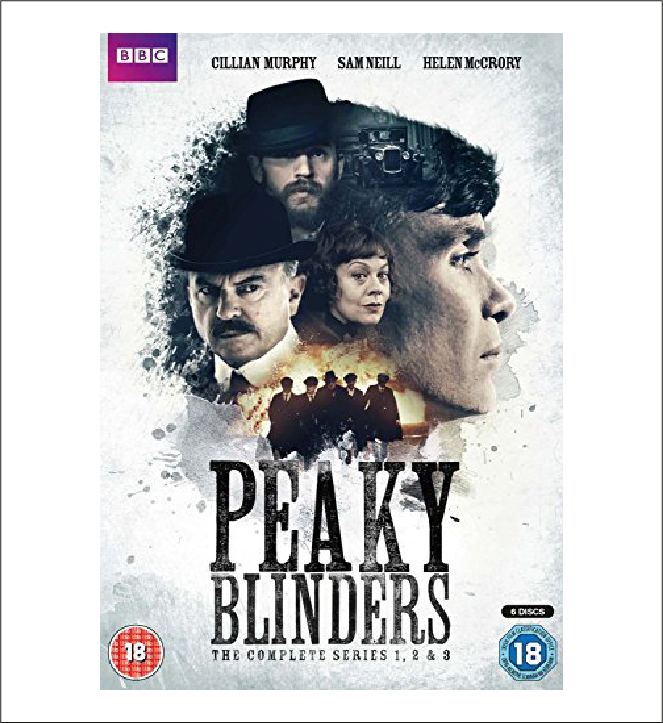 BBC
CILLIAN MURPHY SAM NEILL HELEN McCRORY
PEAKY
BLINDERS
THE COMPLETE SERIES 1, 2 & 3
6 DISCS
18
18